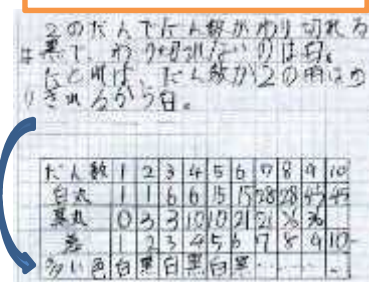 2のだんでだん数がわり切れる
黒で、わり切れないのは白。
たとえば、だん数が2の時はわ
りきれるから白。
だん数 1 2 3 4 5 6 7 8 9 10
白丸 1 1 6 6 15 15 28 28 45 45
黒丸 0 3 3 10 10 21 21 36 36
差 1 2 3 4 5 6 7 8 9 10
多い色 白 黒 白 黒 白 黒